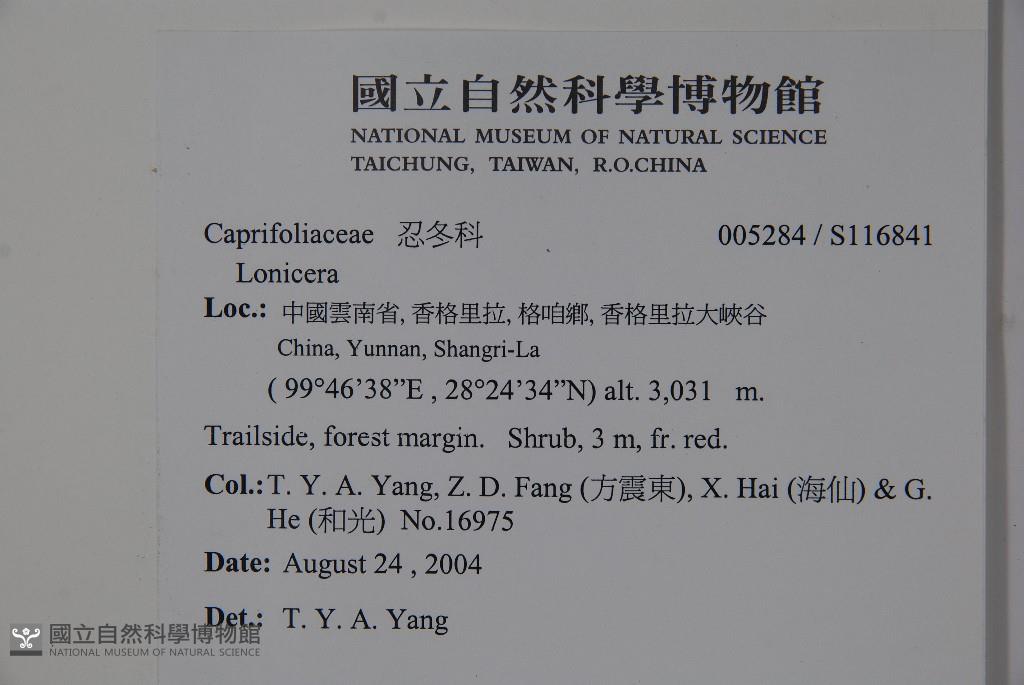 國立自然科學博物館
NATIONAL MUSEUM OF NATURAL SCIENCE
TAICHUNG, TAIWAN, R.O.CHINA
Caprifoliaceae 忍冬科 005284 / S116841
Lonicera
Loc.: 中國雲南省, 香格里拉, 格咱鄉, 香格里拉大峽谷
China, Yunnan, Shangri-La
( 99°46’38”E , 28°24’34”N) alt. 3,031 m.
Trailside, forest margin. Shrub, 3 m, fr. red.
Col.: T. Y. A. Yang, Z. D. Fang (方震東), X. Hai (海仙) & G.
He (和光) No.16975
Date: August 24 , 2004
Det.: T. Y. A. Yang
國立自然科學博物館
NATIONAL MUSEUM OF NATURAL SCIENCE